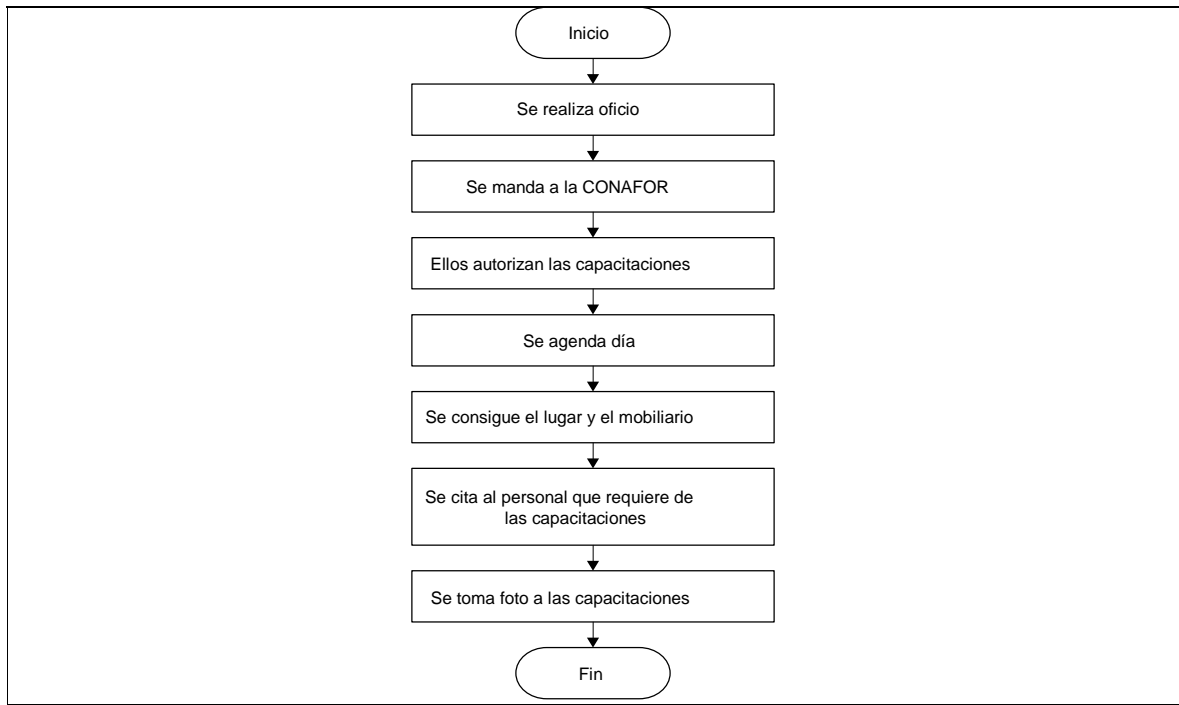 Inicio
Se realiza oficio
Se manda a la CONAFOR
Ellos autorizan las capacitaciones
Se agenda día
Se consigue el lugar y el mobiliario
Se cita al personal que requiere de
las capacitaciones
Se toma foto a las capacitaciones
Fin